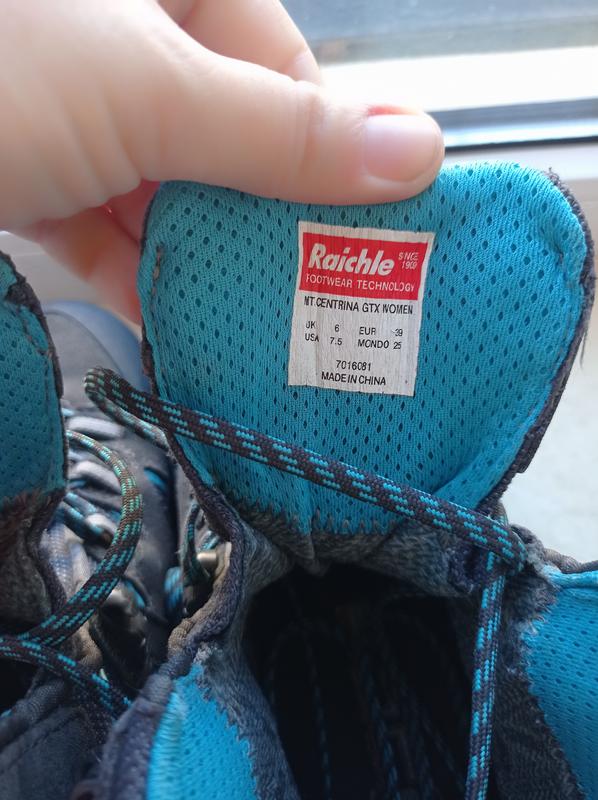 Raichle SINCE 1909
FOOTWEAR TECHNOLOGY
MT.CENTRINA GTX WOMEN
UK 6 EUR 39
USA 7.5 MONDO 25
7016081
MADE IN CHINA